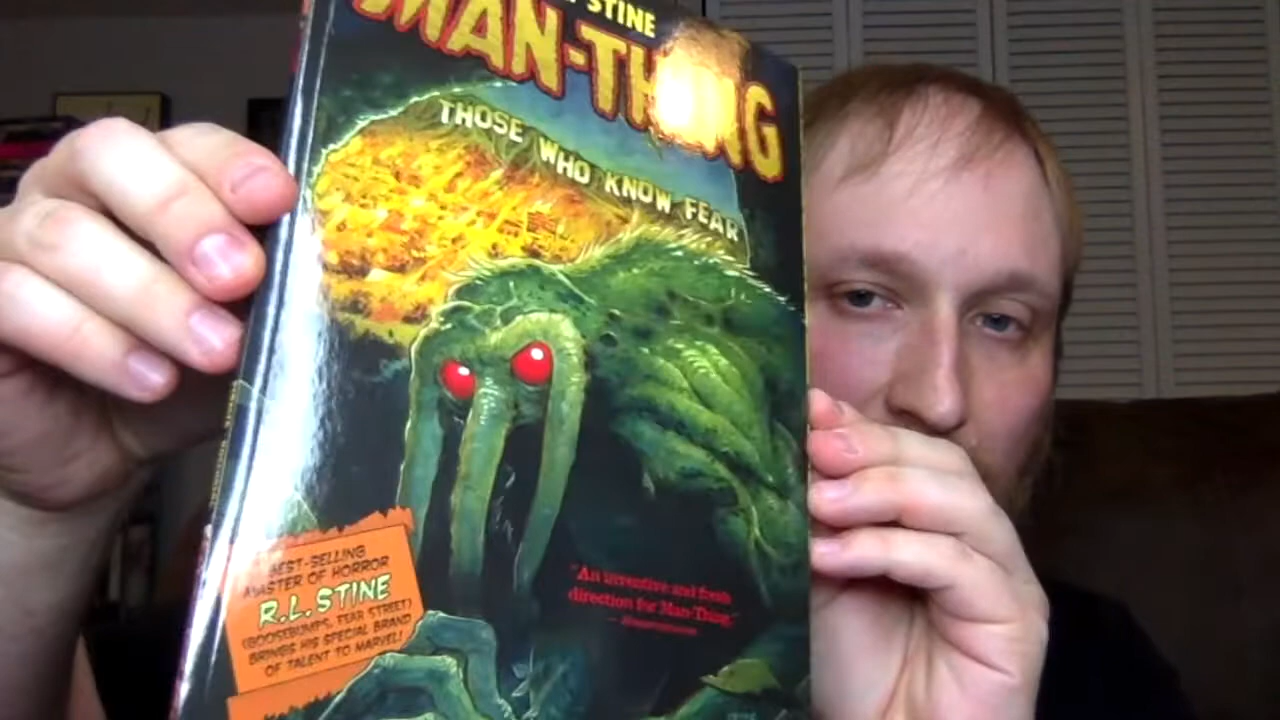 STINE
MAN-THING
THOSE WHO KNOW FEAR
BEST-SELLING
MASTER OF HORROR
R.L. STINE
(GOOSEBUMPS, FEAR STREET)
BRINGS HIS SPECIAL BRAND
OF TALENT TO MARVEL!
"An inventive and fresh
direction for Man-Thing."